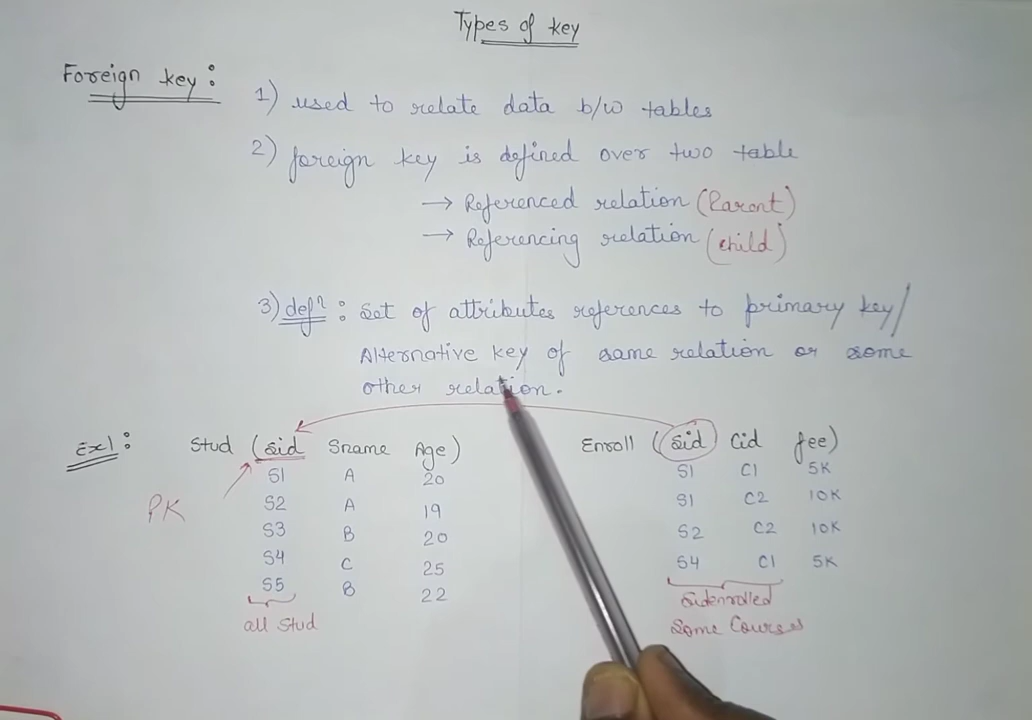 Types of key
Foreign key:
1) used to relate data b/w tables
2) foreign key is defined over two table
→ Referenced relation (Parent)
→ Referencing relation (child)
3) defⁿ: Set of attributes references to primary key/
Alternative key of same relation or some
other relation.
Ex1: Stud (Sid Sname Age) Enroll (Sid Cid fee)
S1 A 20 S1 C1 5K
S2 A 19 S1 C2 10K
PK
S3 B 20 S2 C2 10K
S4 C 25 S4 C1 5K
S5 B 22
all Stud Sid enrolled
Some Courses